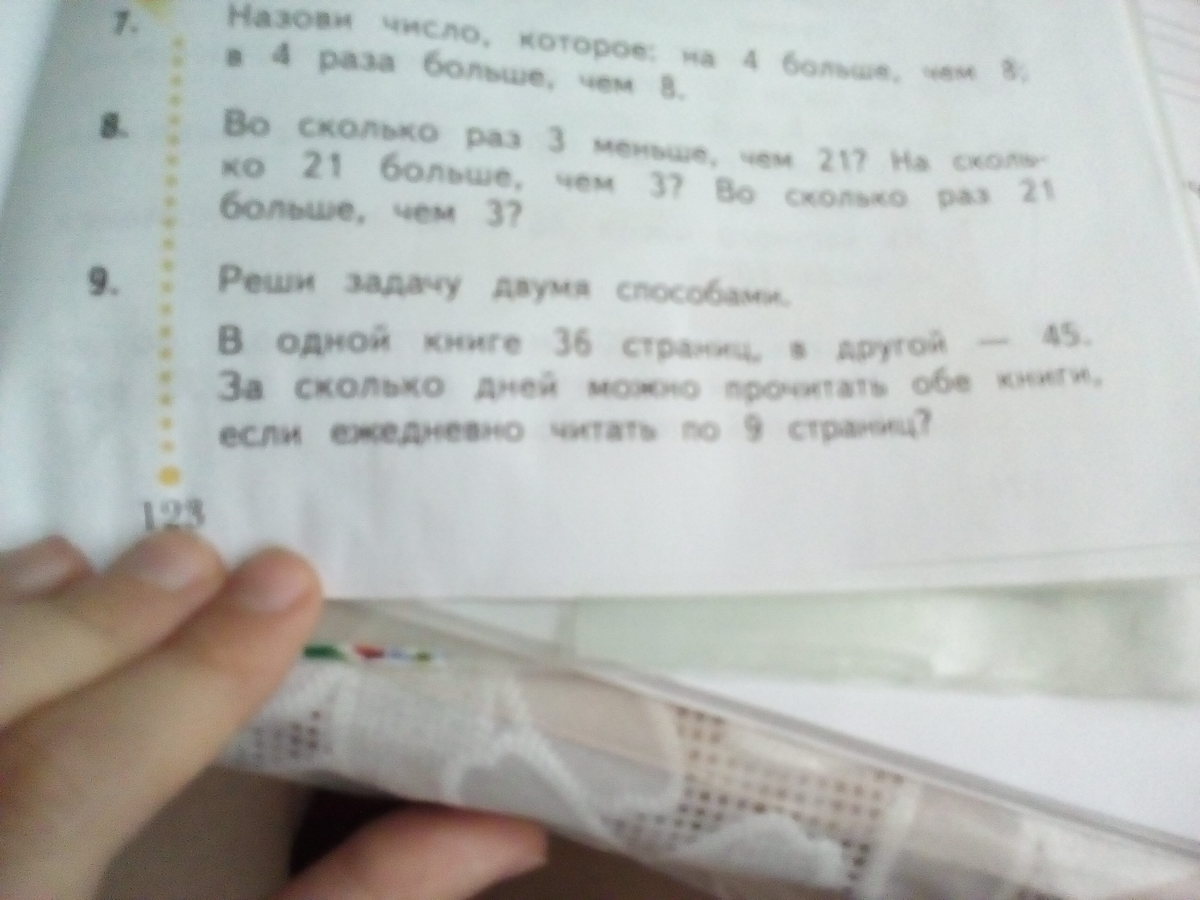 7. Назови число, которое: на 4 больше, чем 8;
в 4 раза больше, чем 8.
8. Во сколько раз 3 меньше, чем 21? На сколь-
ко 21 больше, чем 3? Во сколько раз 21
больше, чем 3?
9. Реши задачу двумя способами.
В одной книге 36 страниц, в другой — 45.
За сколько дней можно прочитать обе книги,
если ежедневно читать по 9 страниц?
123